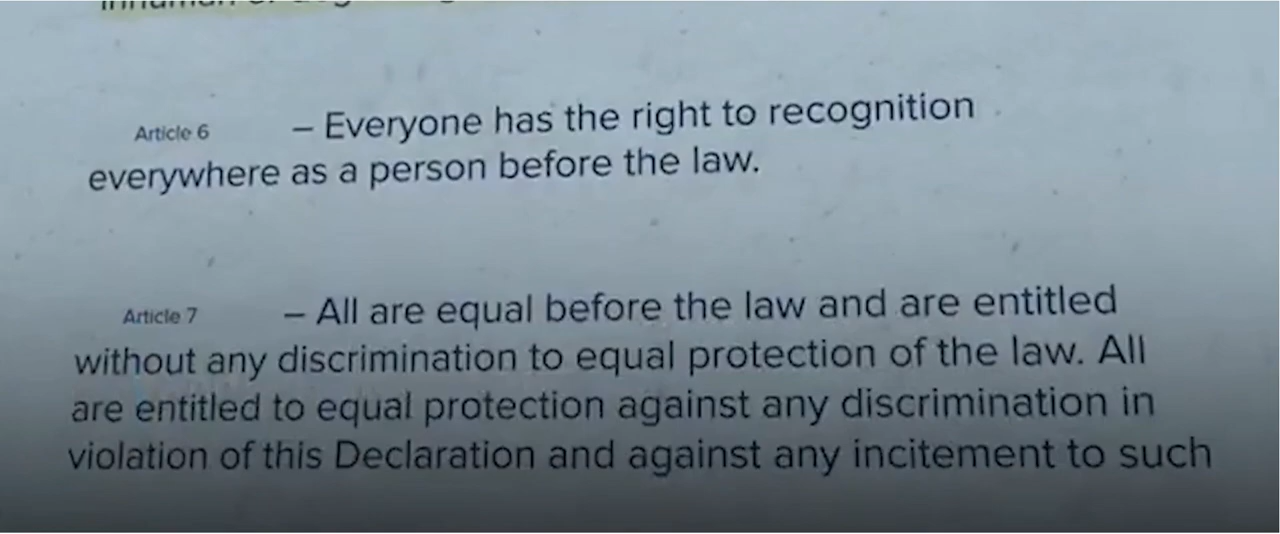 Article 6 – Everyone has the right to recognition
everywhere as a person before the law.
Article 7 – All are equal before the law and are entitled
without any discrimination to equal protection of the law. All
are entitled to equal protection against any discrimination in
violation of this Declaration and against any incitement to such